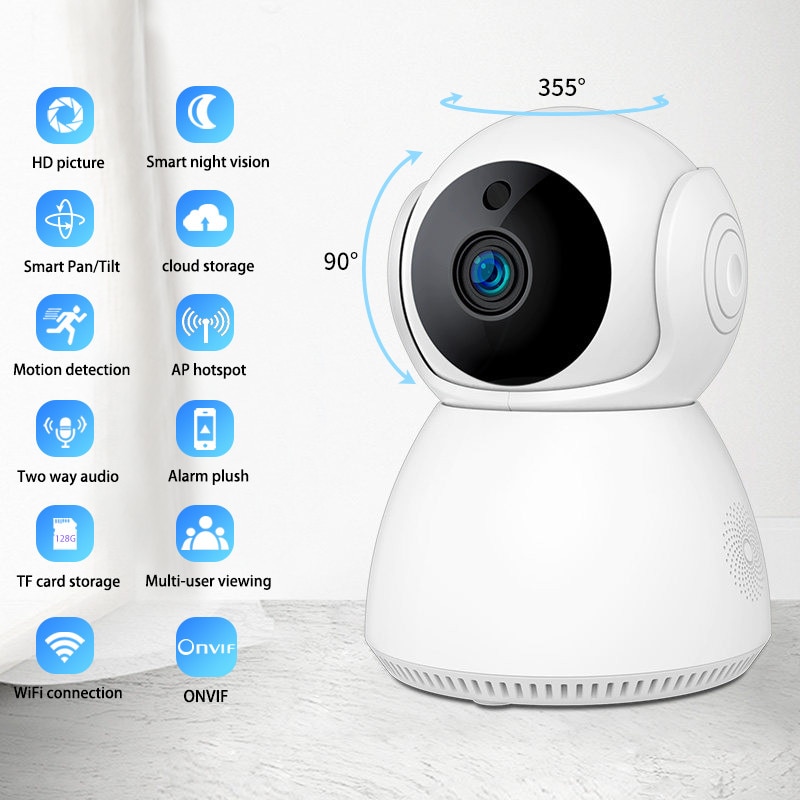 355°
90°
HD picture
Smart night vision
Smart Pan/Tilt
cloud storage
Motion detection
AP hotspot
Two way audio
Alarm plush
128G
TF card storage
Multi-user viewing
WiFi connection
ONVIF
ONVIF